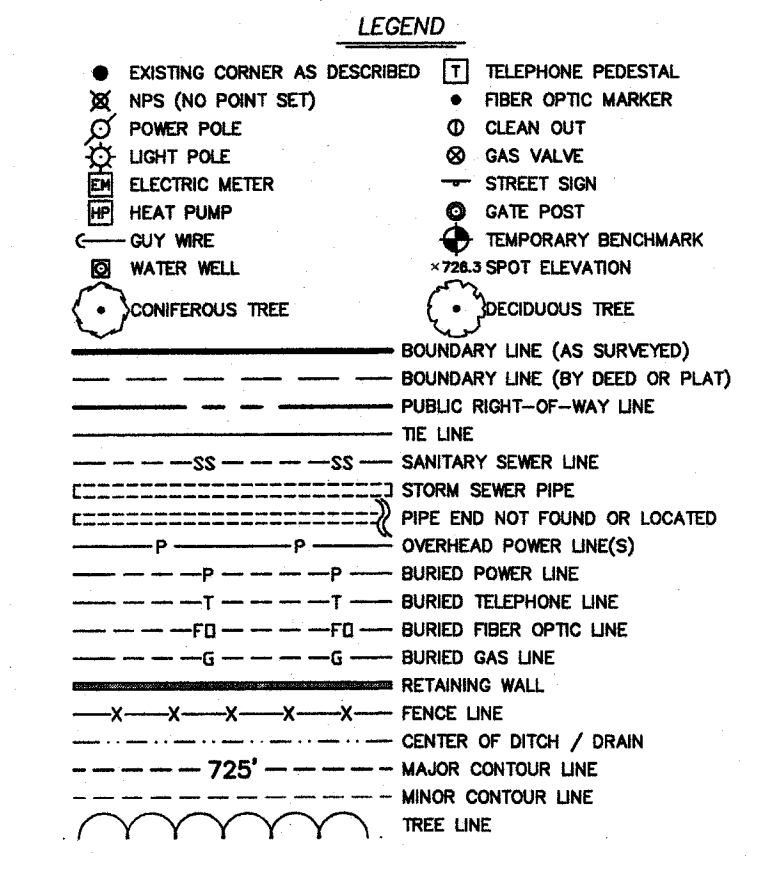 LEGEND
EXISTING CORNER AS DESCRIBED
T TELEPHONE PEDESTAL
NPS (NO POINT SET)
FIBER OPTIC MARKER
POWER POLE
CLEAN OUT
LIGHT POLE
GAS VALVE
EM ELECTRIC METER
STREET SIGN
HP HEAT PUMP
GATE POST
GUY WIRE
TEMPORARY BENCHMARK
WATER WELL
×726.3 SPOT ELEVATION
CONIFEROUS TREE
DECIDUOUS TREE
BOUNDARY LINE (AS SURVEYED)
BOUNDARY LINE (BY DEED OR PLAT)
PUBLIC RIGHT-OF-WAY LINE
TIE LINE
SS SS SANITARY SEWER LINE
STORM SEWER PIPE
PIPE END NOT FOUND OR LOCATED
P P OVERHEAD POWER LINE(S)
P P BURIED POWER LINE
T T BURIED TELEPHONE LINE
FO FO BURIED FIBER OPTIC LINE
G G BURIED GAS LINE
RETAINING WALL
X X X X X FENCE LINE
CENTER OF DITCH / DRAIN
725' MAJOR CONTOUR LINE
MINOR CONTOUR LINE
TREE LINE